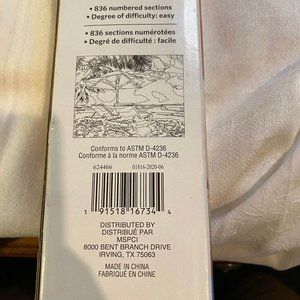 • 836 numbered sections
• Degree of difficulty: easy
• 836 sections numérotées
• Degré de difficulté : facile
Conforms to ASTM D-4236
Conforme à la norme ASTM D-4236
624466 01816-2020-06
1 91518 16734 4
DISTRIBUTED BY
DISTRIBUÉ PAR
MSPCI
8000 BENT BRANCH DRIVE
IRVING, TX 75063
MADE IN CHINA
FABRIQUÉ EN CHINE